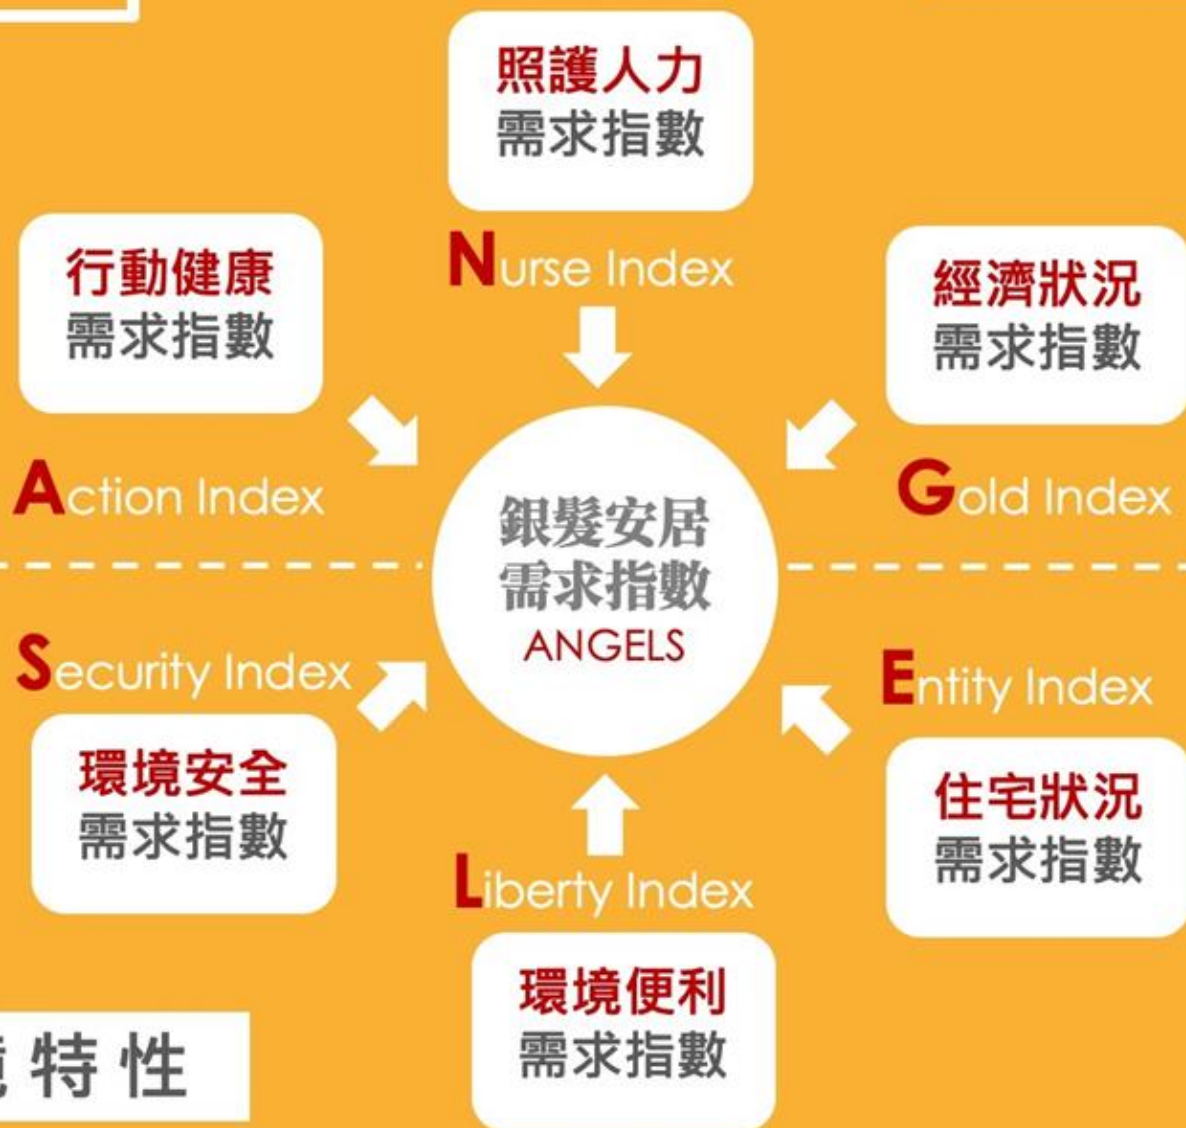 照護人力
需求指數
Nurse Index
行動健康
需求指數
Action Index
經濟狀況
需求指數
Gold Index
銀髮安居
需求指數
ANGELS
Security Index
環境安全
需求指數
Entity Index
住宅狀況
需求指數
Liberty Index
環境便利
需求指數
特性